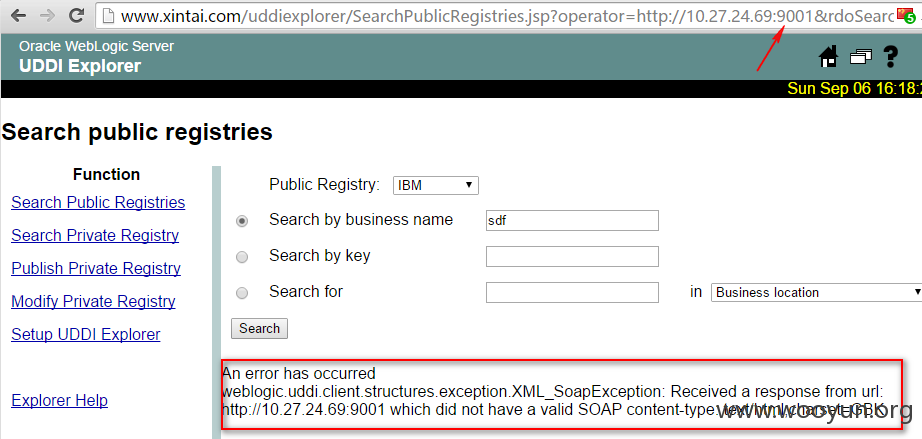 www.xintai.com/uddiexplorer/SearchPublicRegistries.jsp?operator=http://10.27.24.69:9001&rdoSearc
5
Oracle WebLogic Server
UDDI Explorer
Sun Sep 06 16:18:2
Search public registries
Function
Search Public Registries
Search Private Registry
Publish Private Registry
Modify Private Registry
Setup UDDI Explorer
Explorer Help
Public Registry: IBM
Search by business name sdf
Search by key
Search for in Business location
Search
An error has occurred
weblogic.uddi.client.structures.exception.XML_SoapException: Received a response from url:
http://10.27.24.69:9001 which did not have a valid SOAP content-type: text/html;charset=GBK.
www.wooyun.org